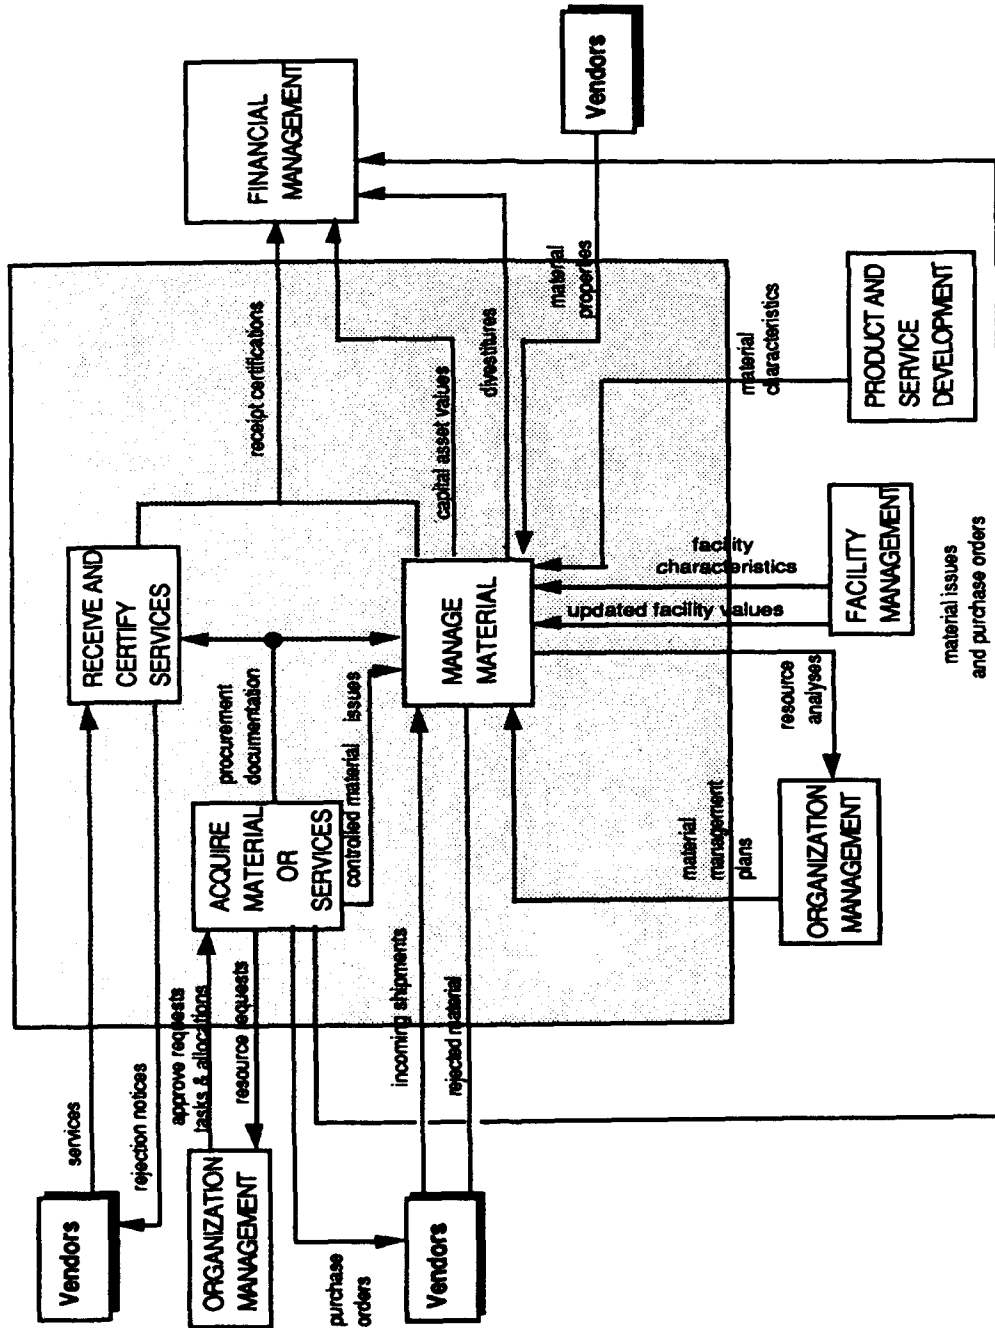 Vendors
services
rejection notices
RECEIVE AND
CERTIFY
SERVICES
receipt certifications
FINANCIAL
MANAGEMENT
ORGANIZATION
MANAGEMENT
approve requests
tasks & allocations
resource requests
ACQUIRE
MATERIAL
OR
SERVICES
procurement
documentation
controlled material issues
capital asset values
divestitures
purchase
orders
Vendors
incoming shipments
rejected material
MANAGE
MATERIAL
material
properties
Vendors
material
characteristics
facility
characteristics
updated facility values
material
management
plans
resource
analyses
ORGANIZATION
MANAGEMENT
FACILITY
MANAGEMENT
PRODUCT AND
SERVICE
DEVELOPMENT
material issues
and purchase orders